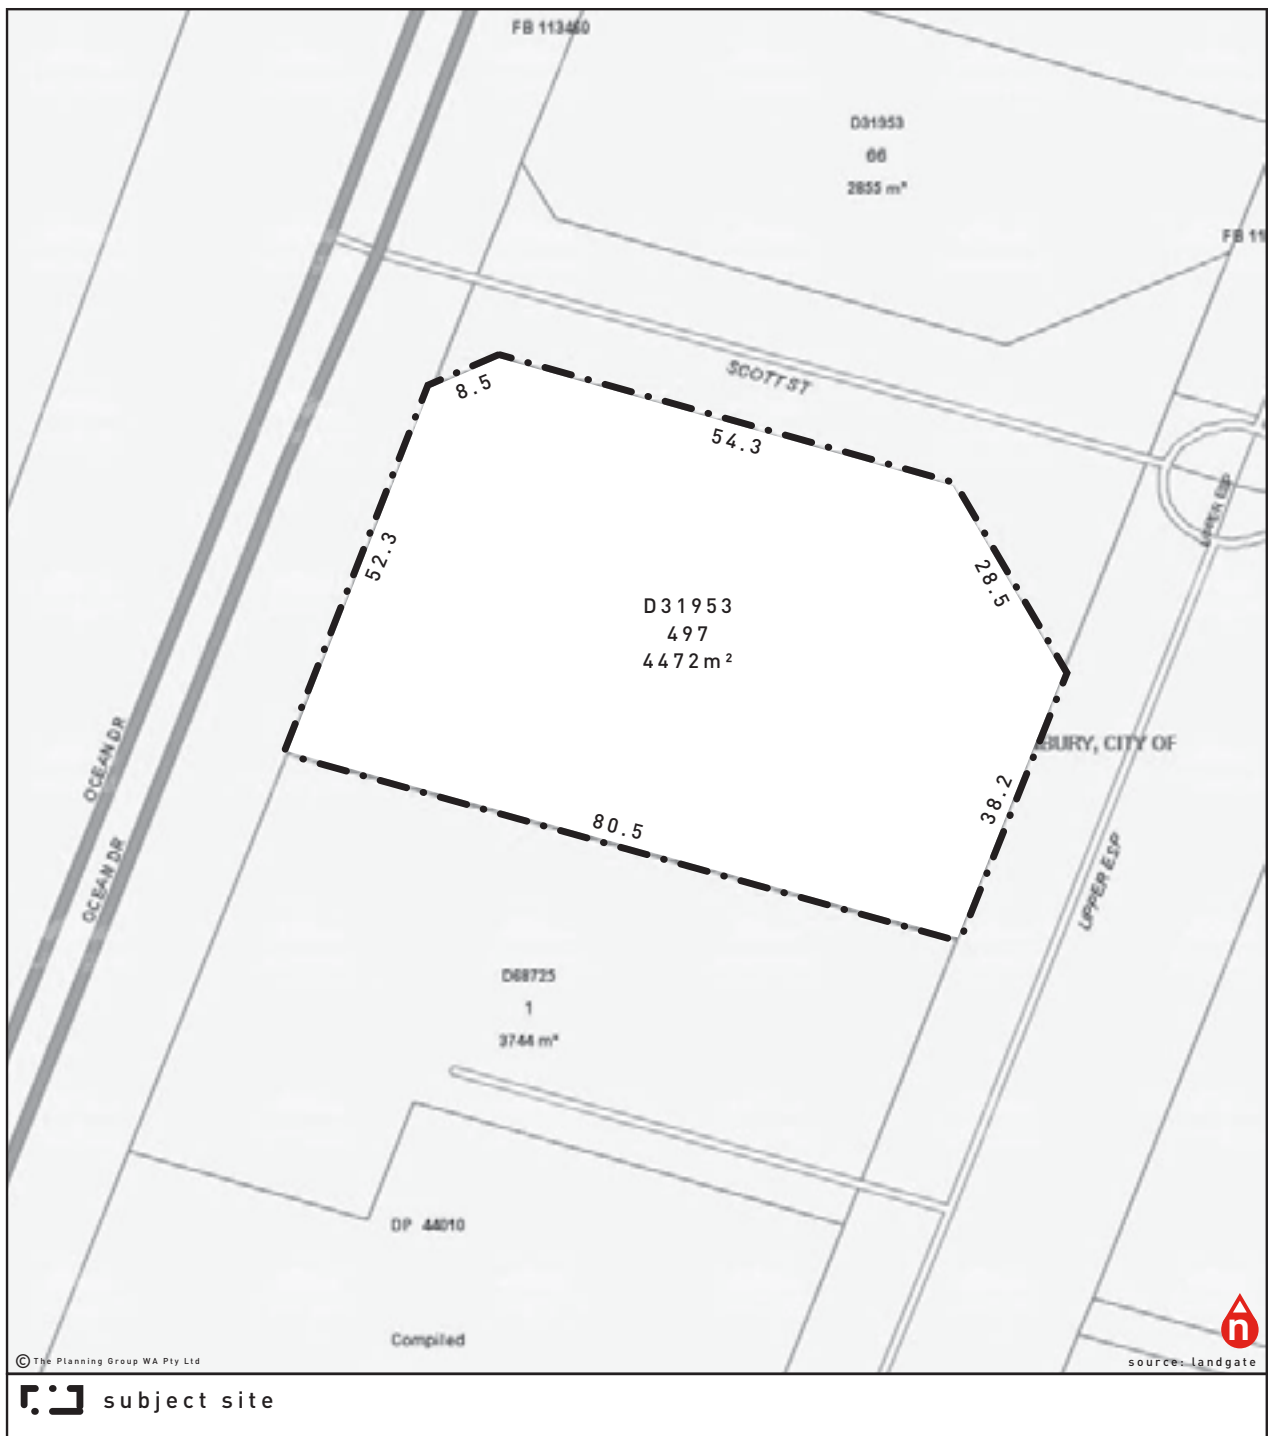 FB 113460
D31953
66
2855 m²
FB 11
SCOTT ST
8.5
54.3
UPPER ESP
52.3
28.5
D31953
497
4472m²
OCEAN DR
BURY, CITY OF
38.2
80.5
OCEAN DR
UPPER ESP
D68725
1
3744 m²
DP 44010
Compiled
n
© The Planning Group WA Pty Ltd
source: landgate
subject site